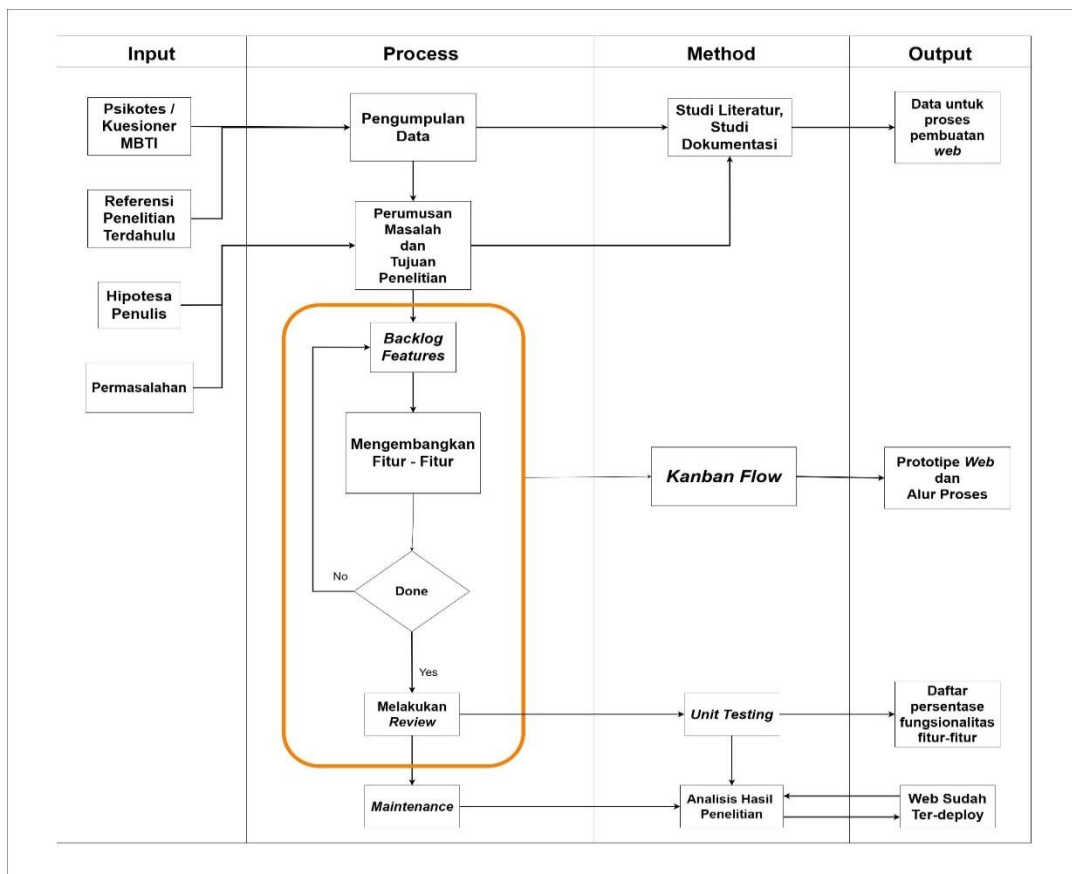 Input
Process
Method
Output
Psikotes /
Kuesioner
MBTI
Pengumpulan
Data
Studi Literatur,
Studi
Dokumentasi
Data untuk
proses
pembuatan
web
Referensi
Penelitian
Terdahulu
Perumusan
Masalah
dan
Tujuan
Penelitian
Hipotesa
Penulis
Permasalahan
Backlog
Features
Mengembangkan
Fitur - Fitur
Kanban Flow
Prototipe Web
dan
Alur Proses
No
Done
Yes
Melakukan
Review
Unit Testing
Daftar
persentase
fungsionalitas
fitur-fitur
Maintenance
Analisis Hasil
Penelitian
Web Sudah
Ter-deploy